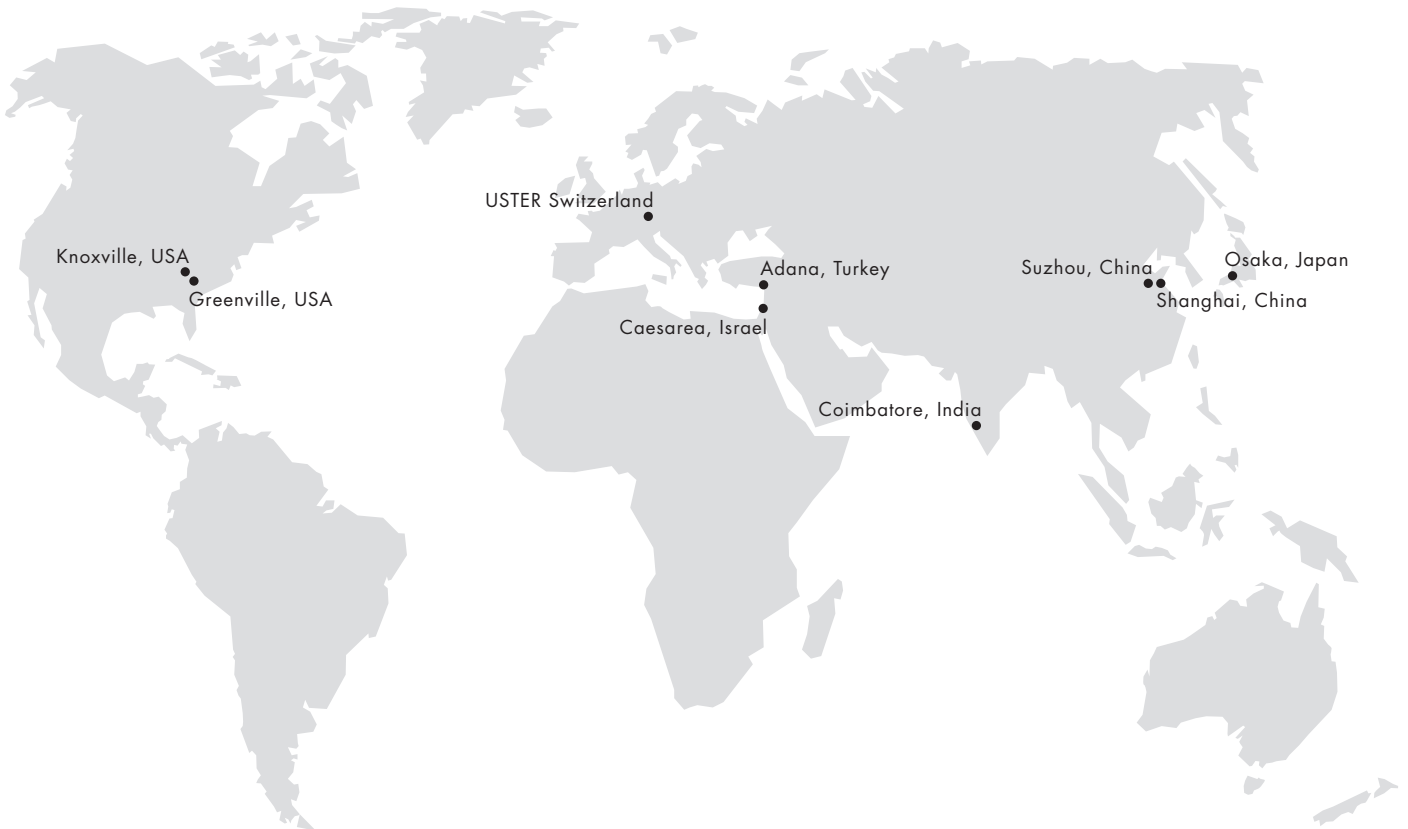 USTER Switzerland
Knoxville, USA
Greenville, USA
Adana, Turkey
Caesarea, Israel
Suzhou, China
Osaka, Japan
Shanghai, China
Coimbatore, India